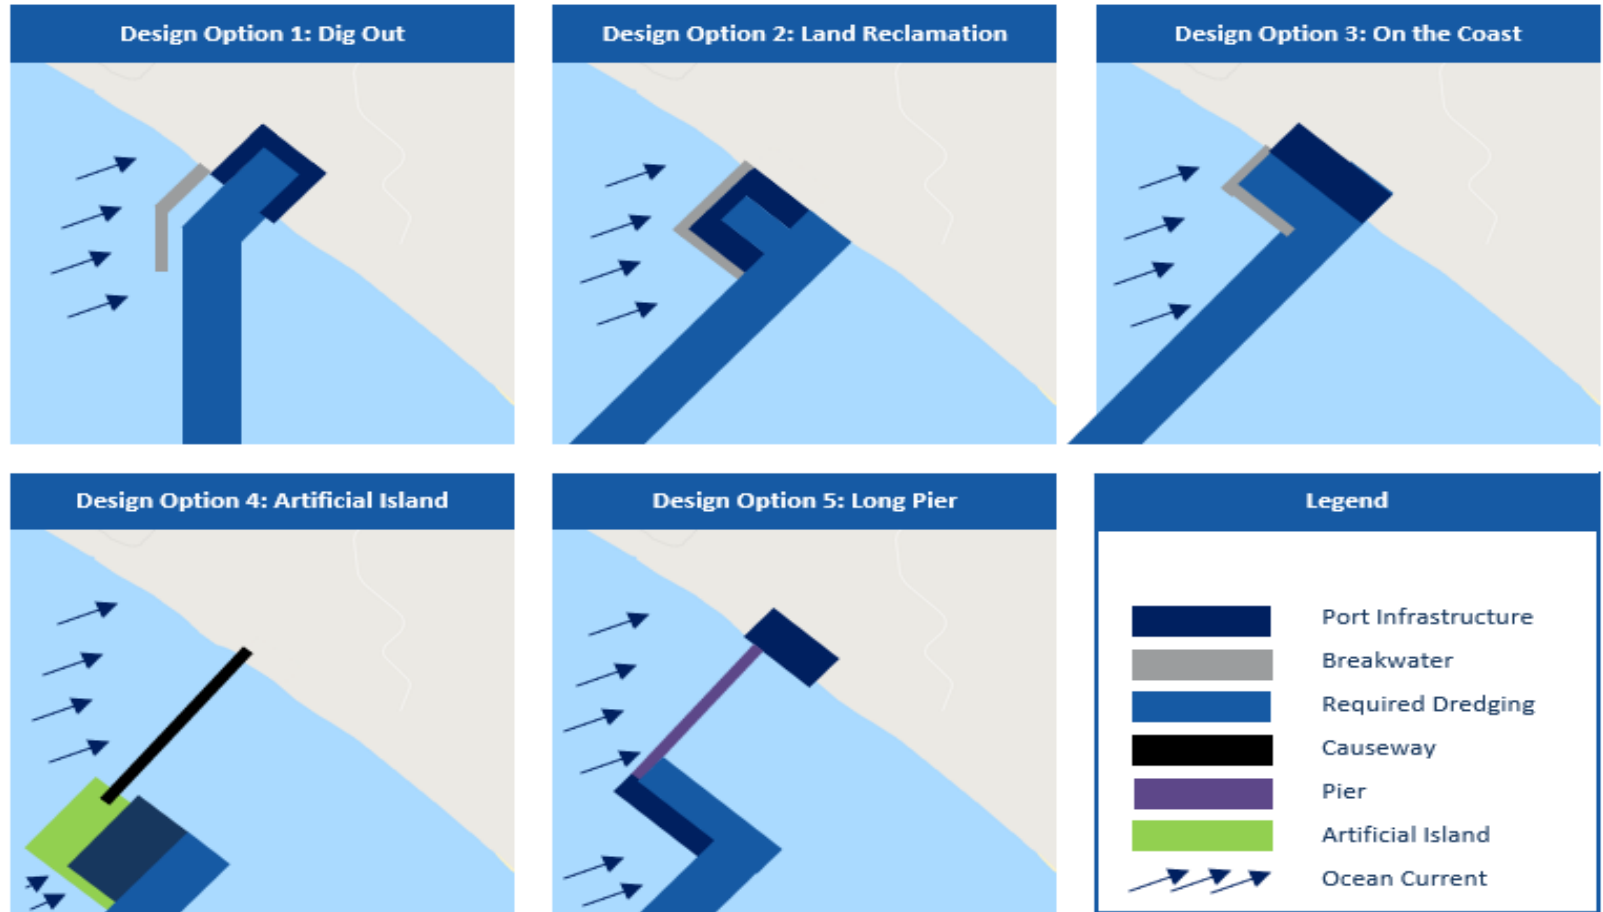 Design Option 1: Dig Out
Design Option 2: Land Reclamation
Design Option 3: On the Coast
Design Option 4: Artificial Island
Design Option 5: Long Pier
Legend
Port Infrastructure
Breakwater
Required Dredging
Causeway
Pier
Artificial Island
Ocean Current